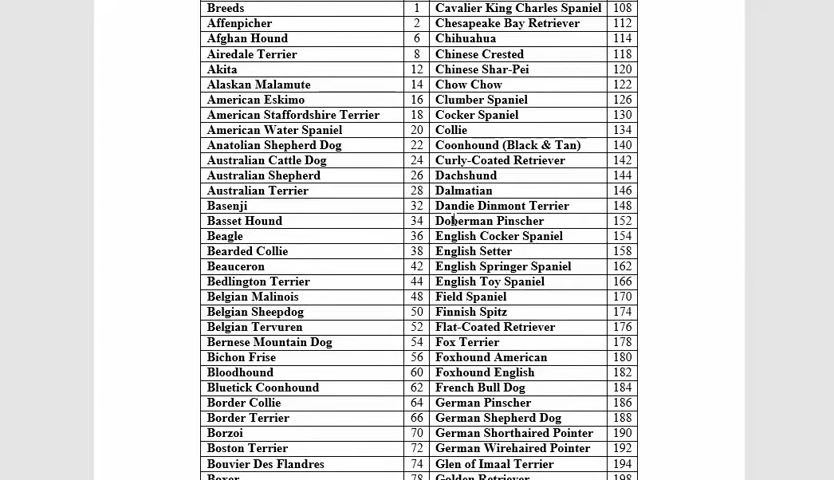 Breeds 1 Cavalier King Charles Spaniel 108
Affenpicher 2 Chesapeake Bay Retriever 112
Afghan Hound 6 Chihuahua 114
Airedale Terrier 8 Chinese Crested 118
Akita 12 Chinese Shar-Pei 120
Alaskan Malamute 14 Chow Chow 122
American Eskimo 16 Clumber Spaniel 126
American Staffordshire Terrier 18 Cocker Spaniel 130
American Water Spaniel 20 Collie 134
Anatolian Shepherd Dog 22 Coonhound (Black & Tan) 140
Australian Cattle Dog 24 Curly-Coated Retriever 142
Australian Shepherd 26 Dachshund 144
Australian Terrier 28 Dalmatian 146
Basenji 32 Dandie Dinmont Terrier 148
Basset Hound 34 Doberman Pinscher 152
Beagle 36 English Cocker Spaniel 154
Bearded Collie 38 English Setter 158
Beauceron 42 English Springer Spaniel 162
Bedlington Terrier 44 English Toy Spaniel 166
Belgian Malinois 48 Field Spaniel 170
Belgian Sheepdog 50 Finnish Spitz 174
Belgian Tervuren 52 Flat-Coated Retriever 176
Bernese Mountain Dog 54 Fox Terrier 178
Bichon Frise 56 Foxhound American 180
Bloodhound 60 Foxhound English 182
Bluetick Coonhound 62 French Bull Dog 184
Border Collie 64 German Pinscher 186
Border Terrier 66 German Shepherd Dog 188
Borzoi 70 German Shorthaired Pointer 190
Boston Terrier 72 German Wirehaired Pointer 192
Bouvier Des Flandres 74 Glen of Imaal Terrier 194
Boxer 78 Golden Retriever 198